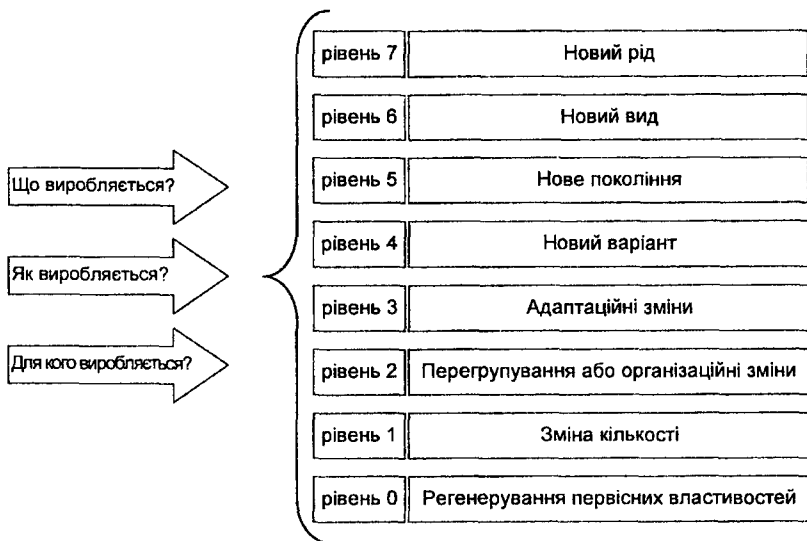 Що виробляється?
Як виробляється?
Для кого виробляється?
рівень 7 Новий рід
рівень 6 Новий вид
рівень 5 Нове покоління
рівень 4 Новий варіант
рівень 3 Адаптаційні зміни
рівень 2 Перегрупування або організаційні зміни
рівень 1 Зміна кількості
рівень 0 Регенерування первісних властивостей